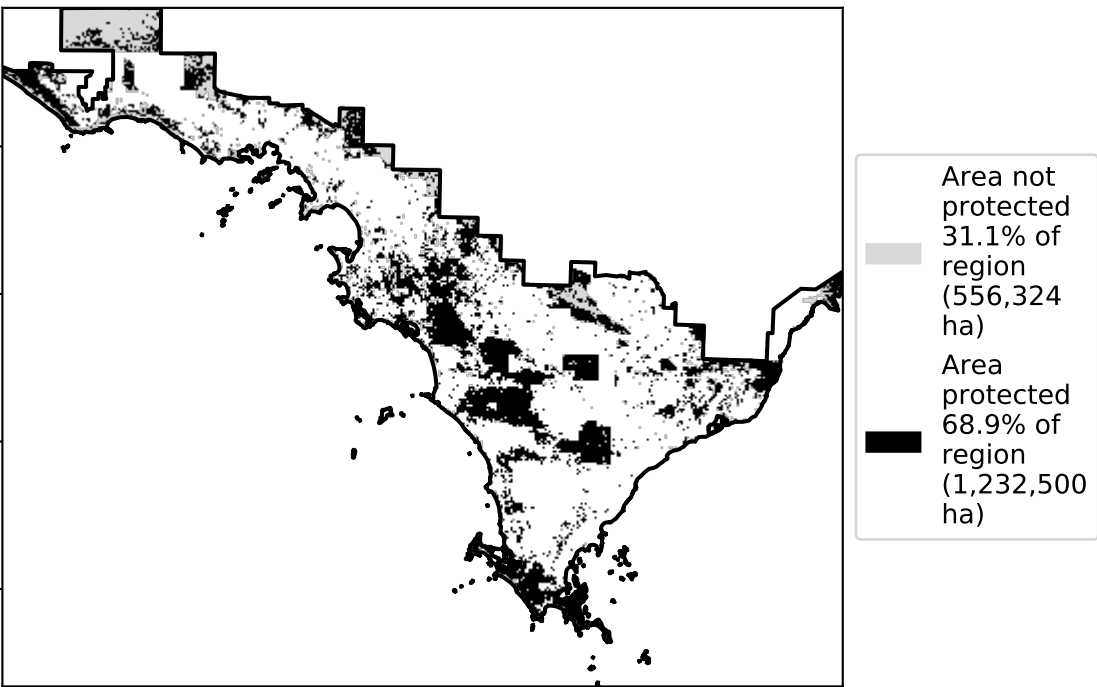 Area not
protected
31.1% of
region
(556,324
ha)
Area
protected
68.9% of
region
(1,232,500
ha)